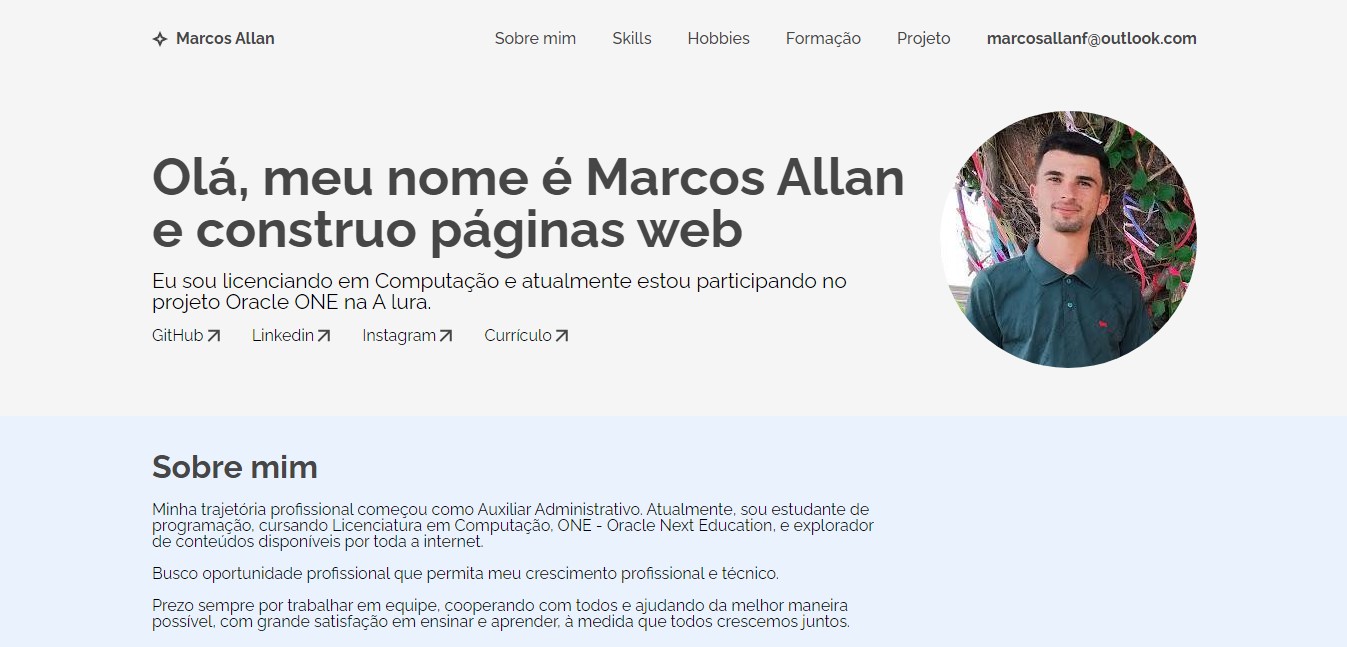 Marcos Allan
Sobre mim Skills Hobbies Formação Projeto marcosallanf@outlook.com
Olá, meu nome é Marcos Allan
e construo páginas web
Eu sou licenciando em Computação e atualmente estou participando no
projeto Oracle ONE na A lura.
GitHub Linkedin Instagram Currículo
Sobre mim
Minha trajetória profissional começou como Auxiliar Administrativo. Atualmente, sou estudante de
programação, cursando Licenciatura em Computação, ONE - Oracle Next Education, e explorador
de conteúdos disponíveis por toda a internet.
Busco oportunidade profissional que permita meu crescimento profissional e técnico.
Prezo sempre por trabalhar em equipe, cooperando com todos e ajudando da melhor maneira
possível, com grande satisfação em ensinar e aprender, à medida que todos crescemos juntos.